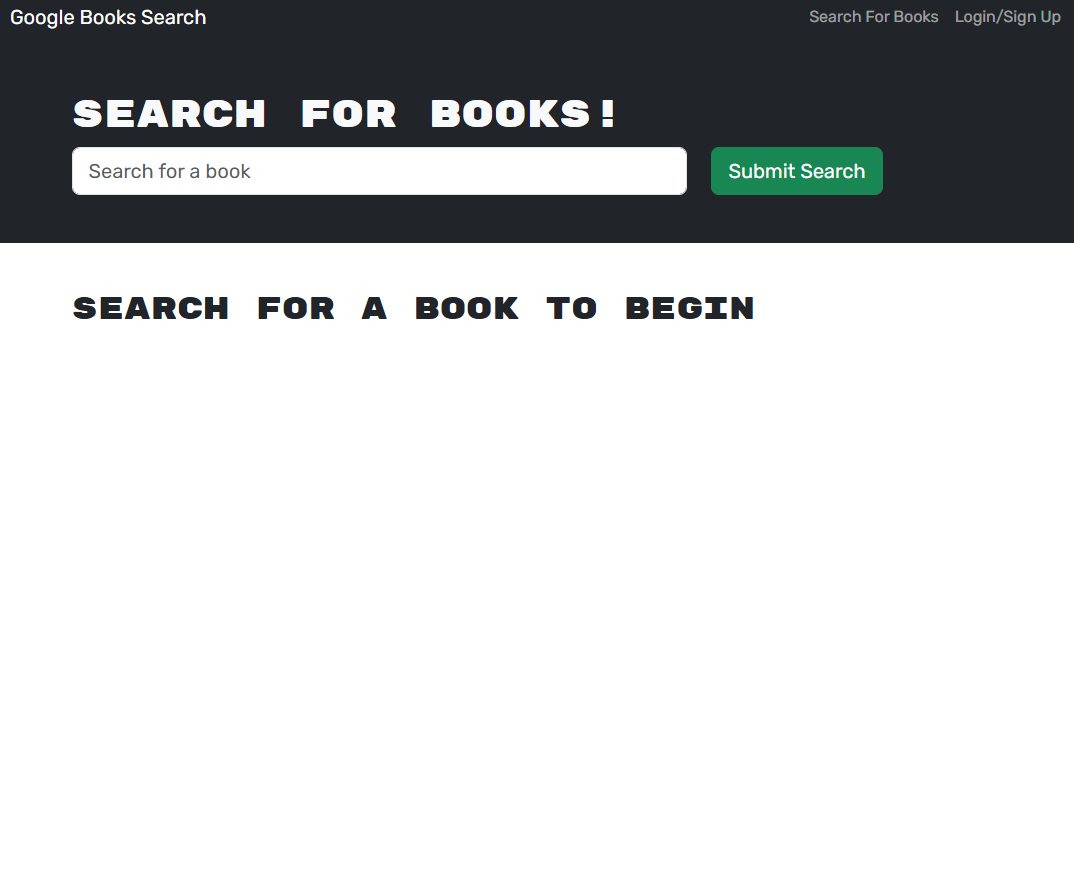 Google Books Search
Search For Books
Login/Sign Up
SEARCH FOR BOOKS!
Search for a book
Submit Search
SEARCH FOR A BOOK TO BEGIN